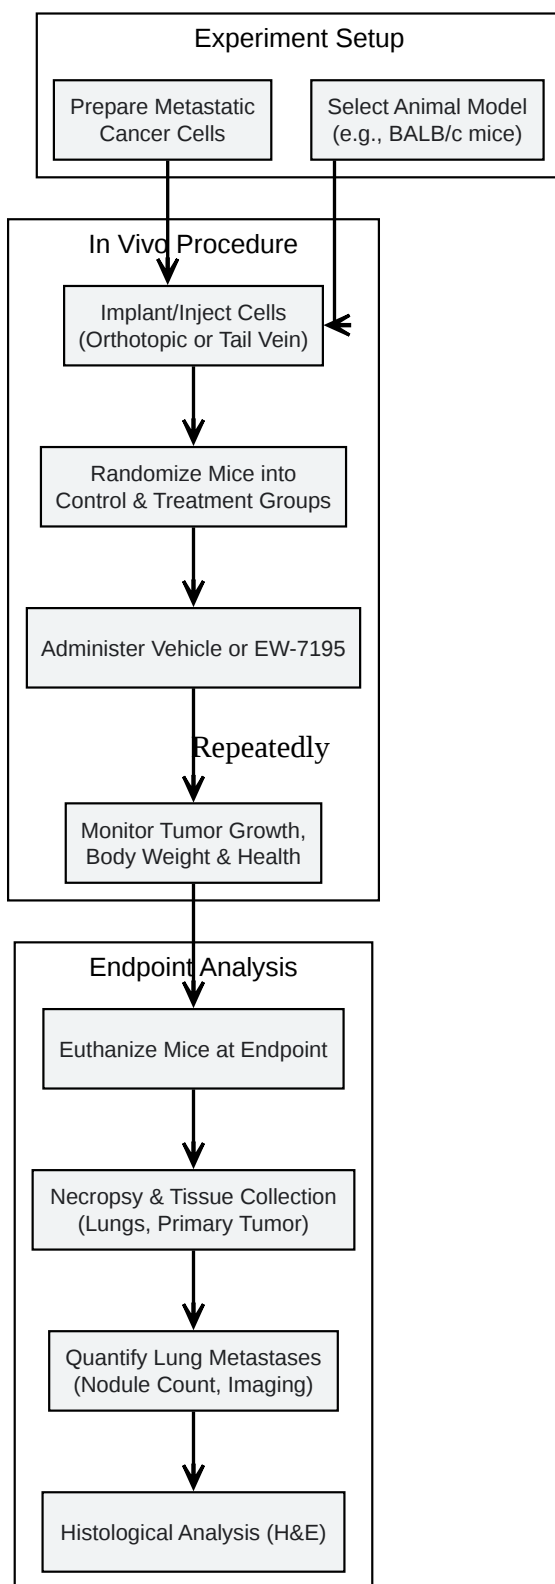 Experiment Setup
Prepare Metastatic
Cancer Cells
Select Animal Model
(e.g., BALB/c mice)
In Vivo Procedure
Implant/Inject Cells
(Orthotopic or Tail Vein)
Randomize Mice into
Control & Treatment Groups
Administer Vehicle or EW-7195
Repeatedly
Monitor Tumor Growth,
Body Weight & Health
Endpoint Analysis
Euthanize Mice at Endpoint
Necropsy & Tissue Collection
(Lungs, Primary Tumor)
Quantify Lung Metastases
(Nodule Count, Imaging)
Histological Analysis (H&E)